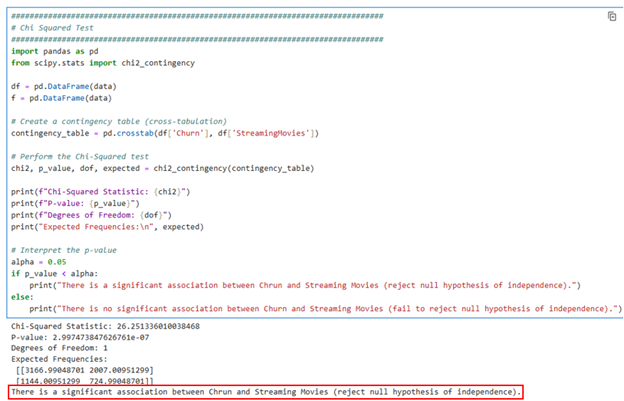 ###############################################################################
# Chi Squared Test
###############################################################################
import pandas as pd
from scipy.stats import chi2_contingency
df = pd.DataFrame(data)
f = pd.DataFrame(data)
# Create a contingency table (cross-tabulation)
contingency_table = pd.crosstab(df['Churn'], df['StreamingMovies'])
# Perform the Chi-Squared test
chi2, p_value, dof, expected = chi2_contingency(contingency_table)
print(f"Chi-Squared Statistic: {chi2}")
print(f"P-value: {p_value}")
print(f"Degrees of Freedom: {dof}")
print("Expected Frequencies:\n", expected)
# Interpret the p-value
alpha = 0.05
if p_value < alpha:
    print("There is a significant association between Chrun and Streaming Movies (reject null hypothesis of independence).")
else:
    print("There is no significant association between Churn and Streaming Movies (fail to reject null hypothesis of independence).")
Chi-Squared Statistic: 26.251336010038468
P-value: 2.997473847626761e-07
Degrees of Freedom: 1
Expected Frequencies:
 [[3166.99048701 2007.00951299]
 [1144.00951299  724.99048701]]
There is a significant association between Chrun and Streaming Movies (reject null hypothesis of independence).